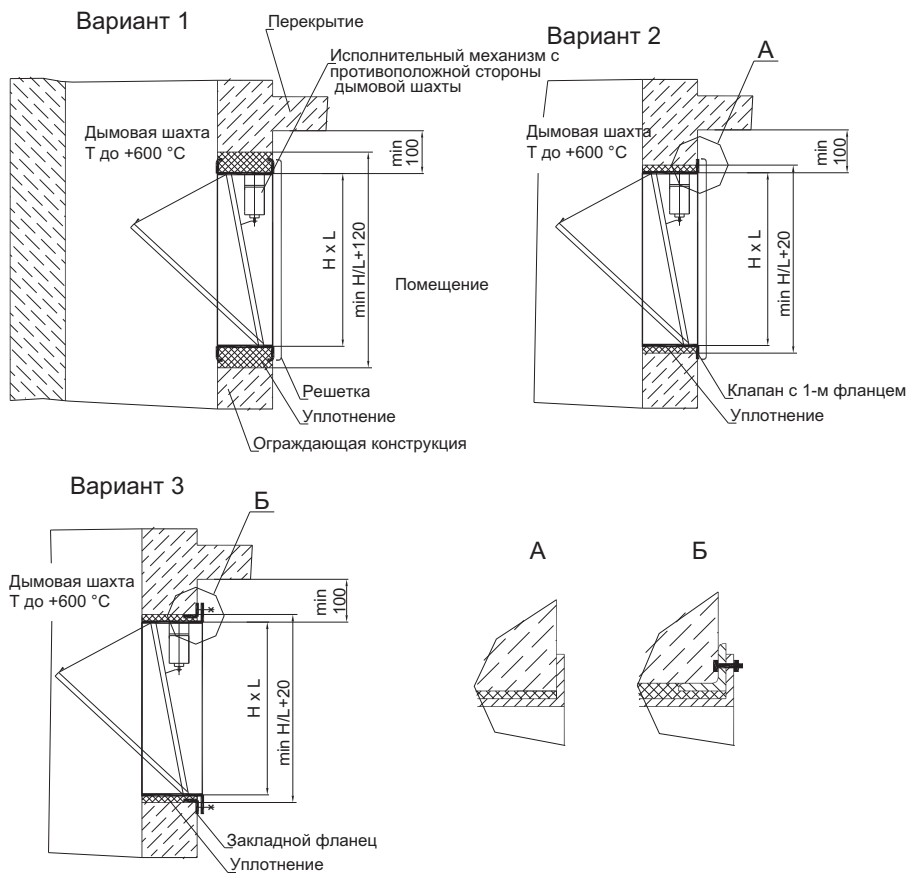 Вариант 1
Перекрытие
Исполнительный механизм с
противоположной стороны
дымовой шахты
Дымовая шахта
Т до +600 °C
min
100
H x L
min H/L+120
Помещение
Решетка
Уплотнение
Ограждающая конструкция
Вариант 2
А
Дымовая шахта
Т до +600 °C
min
100
H x L
min H/L+20
Клапан с 1-м фланцем
Уплотнение
Вариант 3
Б
Дымовая шахта
Т до +600 °C
min
100
H x L
min H/L+20
Закладной фланец
Уплотнение
А
Б